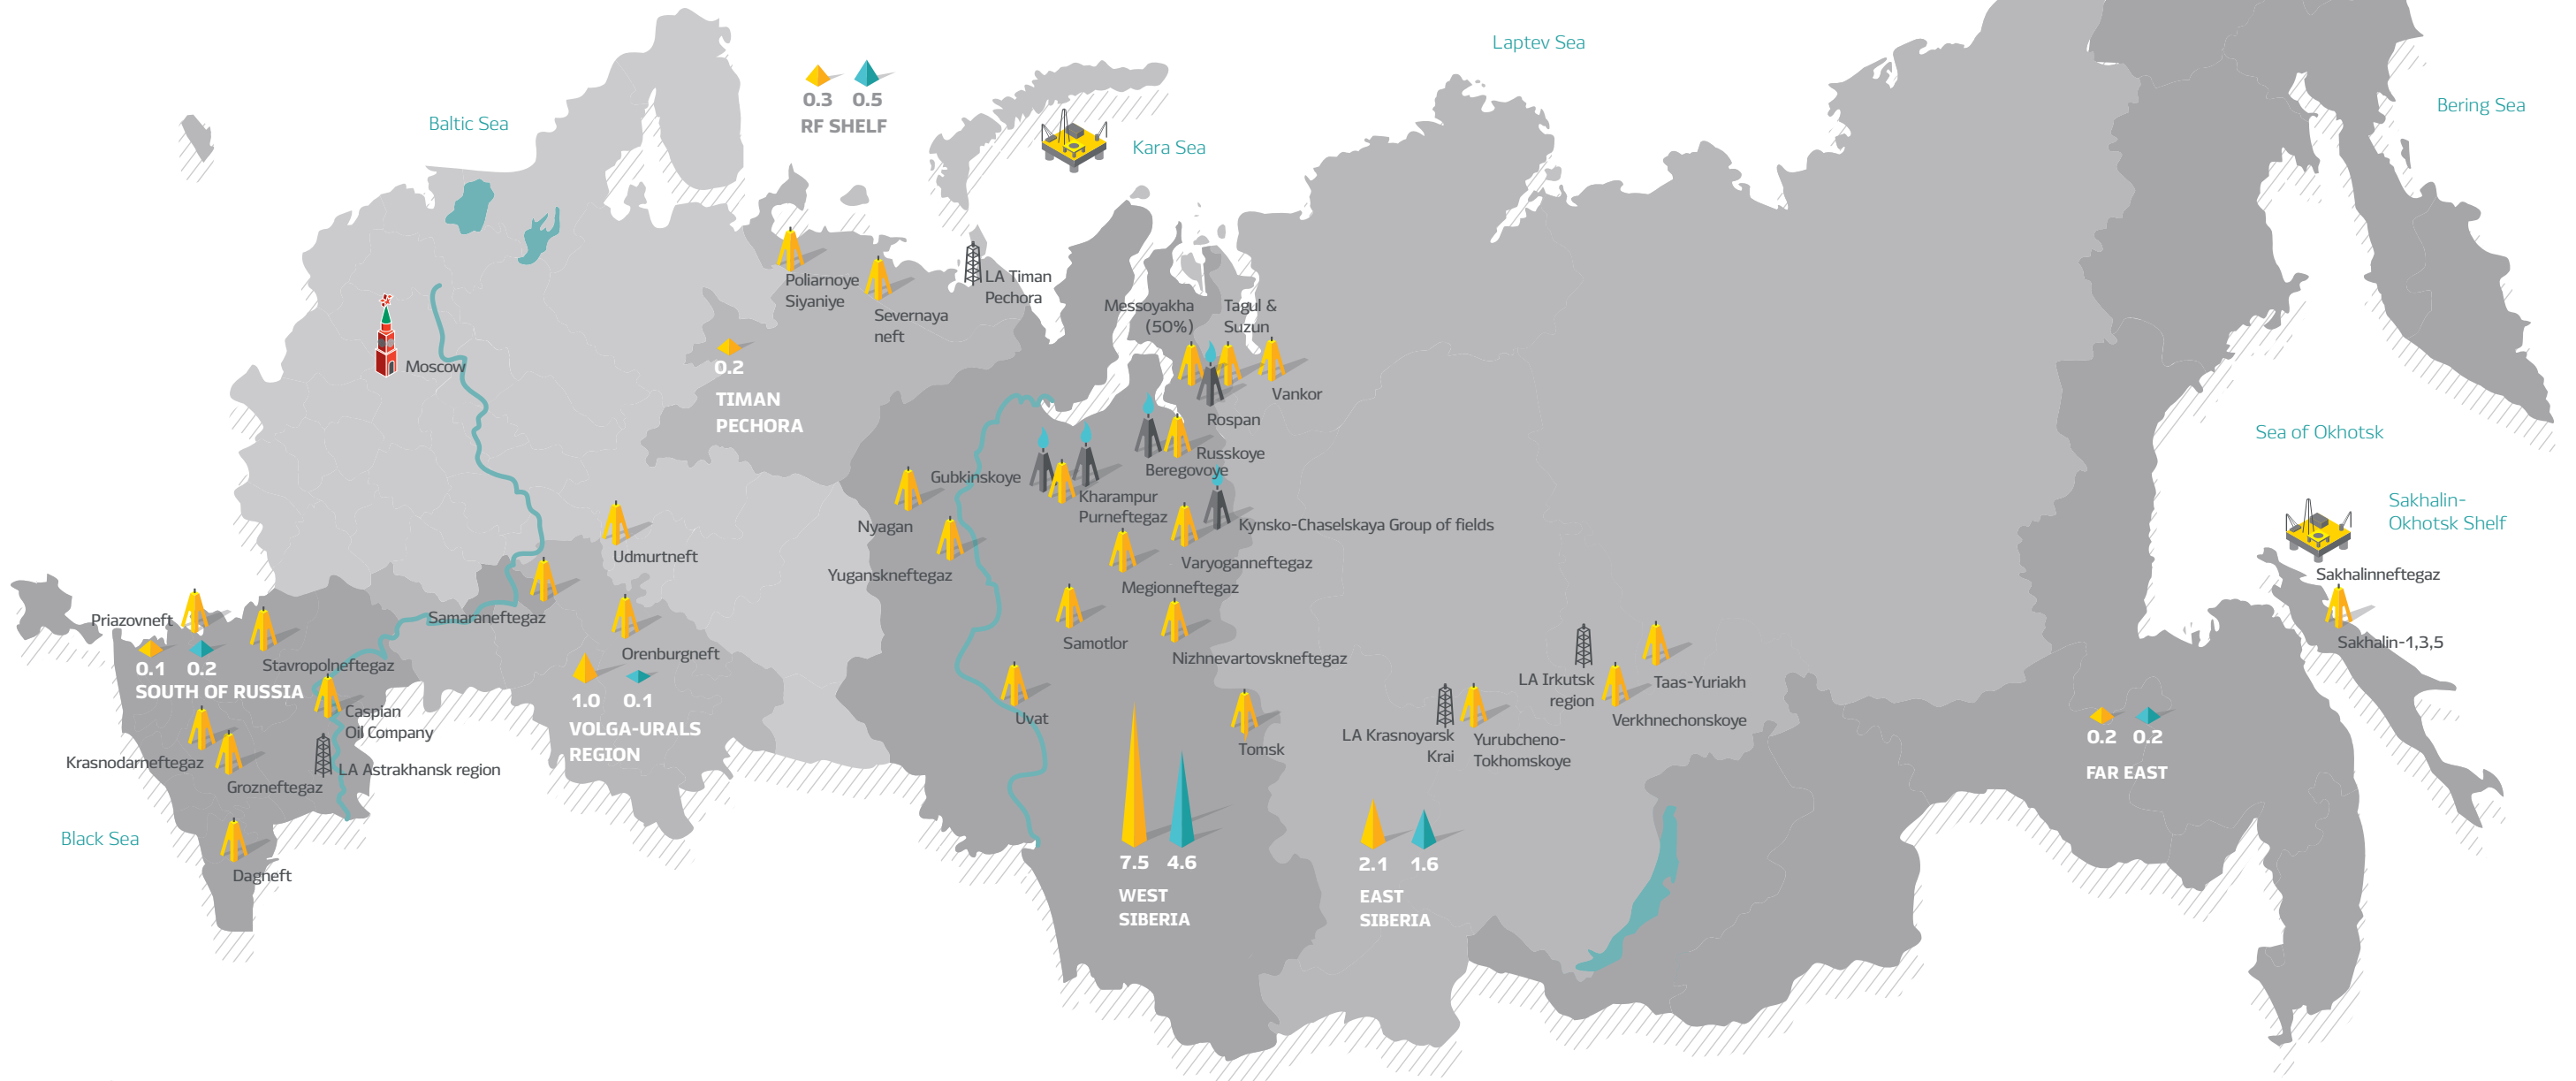 Laptev Sea
Bering Sea
Baltic Sea
0.3 0.5
RF SHELF
Kara Sea
Poliarnoye
Siyaniye
LA Timan
Pechora
Severnaya
neft
Messoyakha
(50%)
Tagul &
Suzun
Moscow
0.2
TIMAN
PECHORA
Vankor
Rospan
Russkoye
Beregovoye
Gubkinskoye
Kharampur
Purneftegaz
Nyagan
Kynsko-Chaselskaya Group of fields
Sea of Okhotsk
Sakhalin-
Okhotsk Shelf
Udmurtneft
Yuganskneftegaz
Varyoganneftegaz
Megionneftegaz
Sakhalinneftegaz
Priazovneft
Samaraneftegaz
Samotlor
Sakhalin-1,3,5
Orenburgneft
Nizhnevartovskneftegaz
Stavropolneftegaz
0.1 0.2
SOUTH OF RUSSIA
LA Irkutsk
region
Taas-Yuriakh
Verkhnechonskoye
1.0 0.1
VOLGA-URALS
REGION
Caspian
Oil Company
Uvat
Tomsk
LA Krasnoyarsk
Krai
Yurubcheno-
Tokhomskoye
0.2 0.2
FAR EAST
Krasnodarneftegaz
LA Astrakhansk region
Grozneftegaz
Black Sea
Dagneft
7.5 4.6
WEST
SIBERIA
2.1 1.6
EAST
SIBERIA